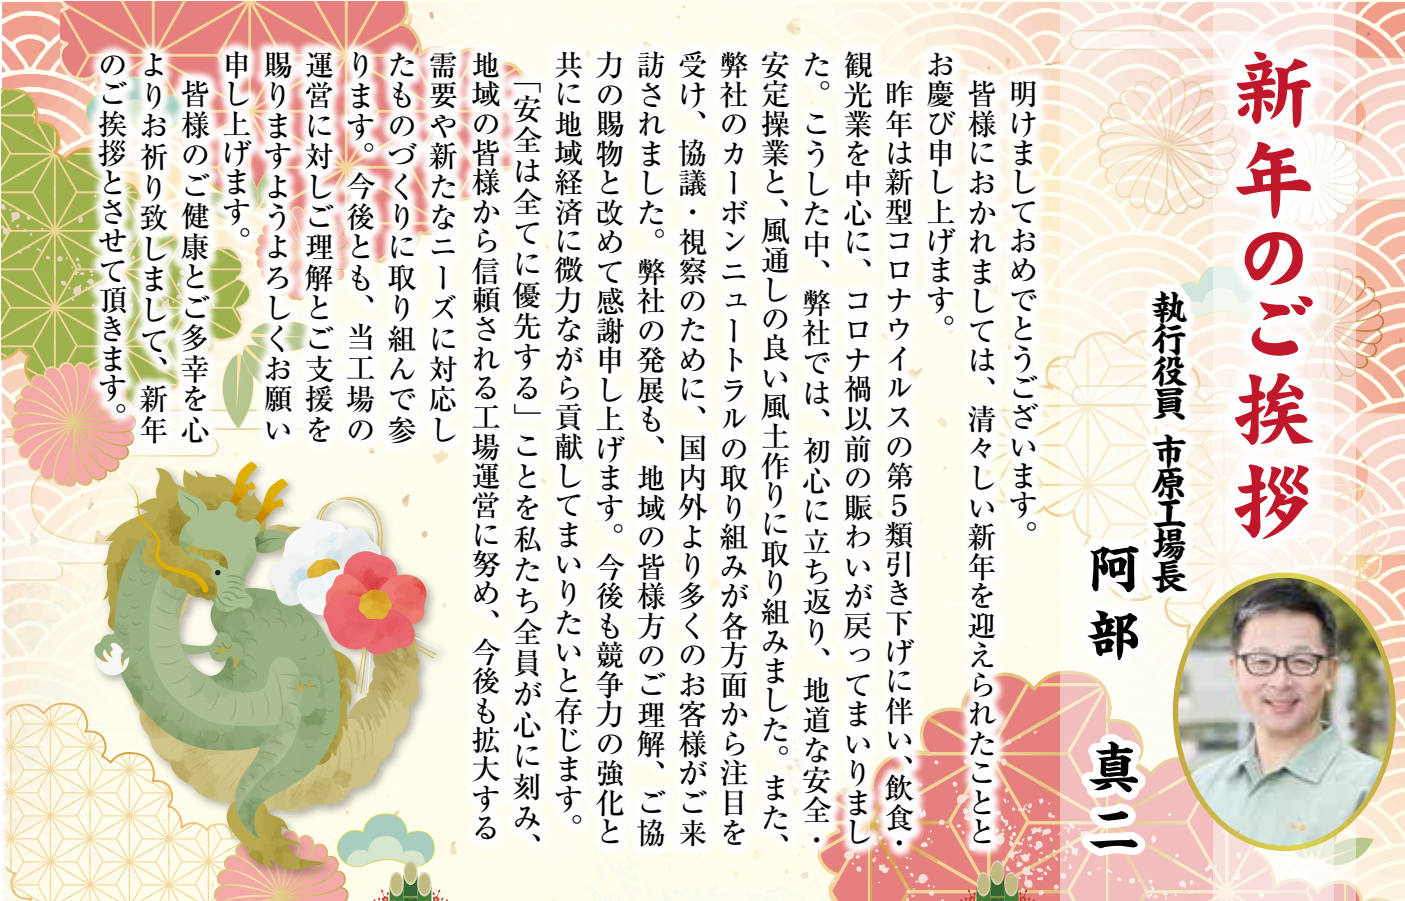 新年のご挨拶
執行役員 市原工場長
阿部 真二
明けましておめでとうございます。
皆様におかれましては、清々しい新年を迎えられたことと
お慶び申し上げます。
昨年は新型コロナウイルスの第５類引き下げに伴い、飲食・
観光業を中心に、コロナ禍以前の賑わいが戻ってまいりまし
た。こうした中、弊社では、初心に立ち返り、地道な安全・
安定操業と、風通しの良い風土作りに取り組みました。また、
弊社のカーボンニュートラルの取り組みが各方面から注目を
受け、協議・視察のために、国内外より多くのお客様がご来
訪されました。弊社の発展も、地域の皆様方のご理解、ご協
力の賜物と改めて感謝申し上げます。今後も競争力の強化と
共に地域経済に微力ながら貢献してまいりたいと存じます。
「安全は全てに優先する」ことを私たち全員が心に刻み、
地域の皆様から信頼される工場運営に努め、今後も拡大する
需要や新たなニーズに対応し
たものづくりに取り組んで参
ります。今後とも、当工場の
運営に対しご理解とご支援を
賜りますようよろしくお願い
申し上げます。
皆様のご健康とご多幸を心
よりお祈り致しまして、新年
のご挨拶とさせて頂きます。